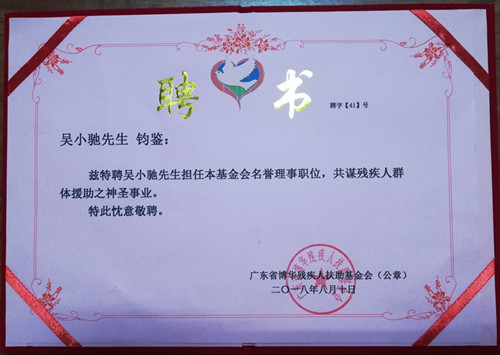 聘 书
聘字【41】号
吴小驰先生 钧鉴：
兹特聘吴小驰先生担任本基金会名誉理事职位，共谋残疾人群
体援助之神圣事业。
特此忱意敬聘。
广东省博华残疾人扶助基金会（公章）
二〇一八年八月十日